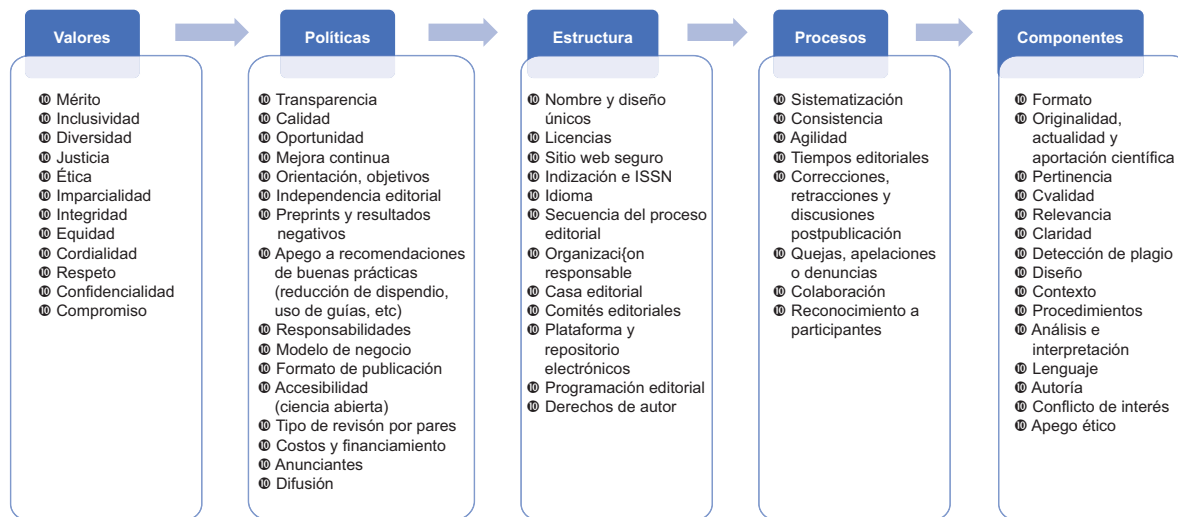 Valores
❿ Mérito
❿ Inclusividad
❿ Diversidad
❿ Justicia
❿ Ética
❿ Imparcialidad
❿ Integridad
❿ Equidad
❿ Cordialidad
❿ Respeto
❿ Confidencialidad
❿ Compromiso
Políticas
❿ Transparencia
❿ Calidad
❿ Oportunidad
❿ Mejora continua
❿ Orientación, objetivos
❿ Independencia editorial
❿ Preprints y resultados
negativos
❿ Apego a recomendaciones
de buenas prácticas
(reducción de dispendio,
uso de guías, etc)
❿ Responsabilidades
❿ Modelo de negocio
❿ Formato de publicación
❿ Accesibilidad
(ciencia abierta)
❿ Tipo de revisón por pares
❿ Costos y financiamiento
❿ Anunciantes
❿ Difusión
Estructura
❿ Nombre y diseño
únicos
❿ Licencias
❿ Sitio web seguro
❿ Indización e ISSN
❿ Idioma
❿ Secuencia del proceso
editorial
❿ Organizaci{on
responsable
❿ Casa editorial
❿ Comités editoriales
❿ Plataforma y
repositorio
electrónicos
❿ Programación editorial
❿ Derechos de autor
Procesos
❿ Sistematización
❿ Consistencia
❿ Agilidad
❿ Tiempos editoriales
❿ Correcciones,
retracciones y
discusiones
postpublicación
❿ Quejas, apelaciones
o denuncias
❿ Colaboración
❿ Reconocimiento a
participantes
Componentes
❿ Formato
❿ Originalidad,
actualidad y
aportación científica
❿ Pertinencia
❿ Cvalidad
❿ Relevancia
❿ Claridad
❿ Detección de plagio
❿ Diseño
❿ Contexto
❿ Procedimientos
❿ Análisis e
interpretación
❿ Lenguaje
❿ Autoría
❿ Conflicto de interés
❿ Apego ético